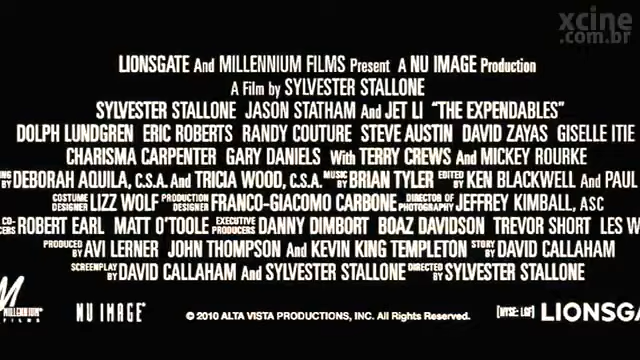 xcine
.com.br
LIONSGATE And MILLENNIUM FILMS Present A NU IMAGE Production
A Film by SYLVESTER STALLONE
SYLVESTER STALLONE JASON STATHAM And JET LI "THE EXPENDABLES"
DOLPH LUNDGREN ERIC ROBERTS RANDY COUTURE STEVE AUSTIN DAVID ZAYAS GISELLE ITIE
CHARISMA CARPENTER GARY DANIELS With TERRY CREWS And MICKEY ROURKE
BY DEBORAH AQUILA, C.S.A. And TRICIA WOOD, C.S.A. MUSIC BY BRIAN TYLER EDITED BY KEN BLACKWELL And PAUL
COSTUME DESIGNER LIZZ WOLF PRODUCTION DESIGNER FRANCO-GIACOMO CARBONE DIRECTOR OF PHOTOGRAPHY JEFFREY KIMBALL, ASC
CO- ROBERT EARL MATT O'TOOLE EXECUTIVE PRODUCERS DANNY DIMBORT BOAZ DAVIDSON TREVOR SHORT LES
PRODUCED BY AVI LERNER JOHN THOMPSON And KEVIN KING TEMPLETON STORY BY DAVID CALLAHAM
SCREENPLAY BY DAVID CALLAHAM And SYLVESTER STALLONE DIRECTED BY SYLVESTER STALLONE
MILLENNIUM FILMS NU IMAGE © 2010 ALTA VISTA PRODUCTIONS, INC. All Rights Reserved. [NYSE: LGF] LIONSGA